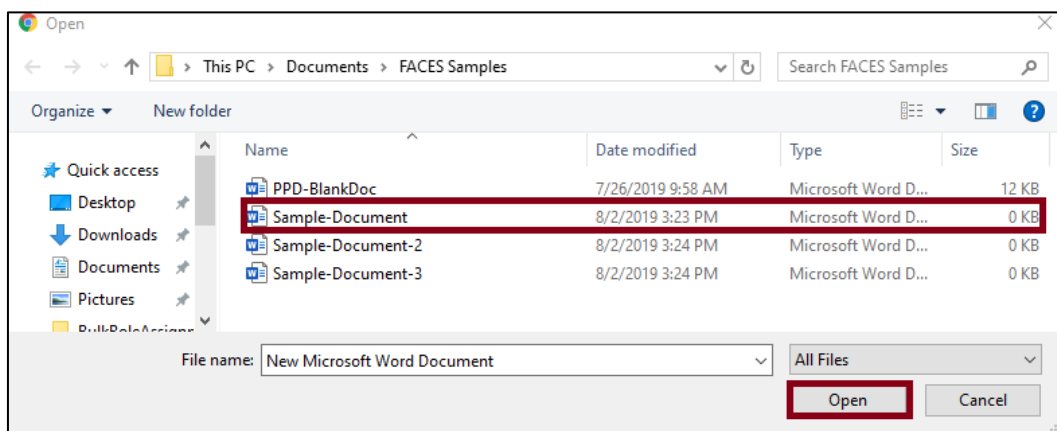 Open
This PC > Documents > FACES Samples Search FACES Samples
Organize New folder
Name Date modified Type Size
Quick access
PPD-BlankDoc 7/26/2019 9:58 AM Microsoft Word D... 12 KB
Desktop
Sample-Document 8/2/2019 3:23 PM Microsoft Word D... 0 KB
Downloads
Sample-Document-2 8/2/2019 3:24 PM Microsoft Word D... 0 KB
Documents
Sample-Document-3 8/2/2019 3:24 PM Microsoft Word D... 0 KB
Pictures
File name: New Microsoft Word Document All Files
Open Cancel